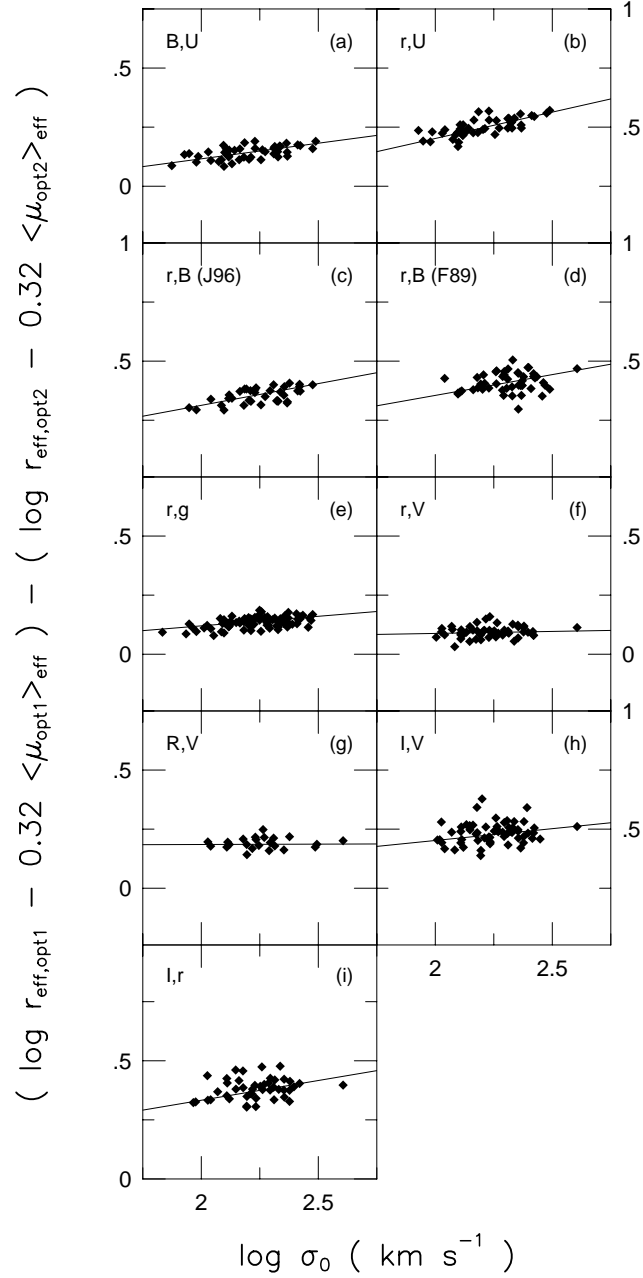 ( log r_eff,opt1 − 0.32 <μ_opt1>_eff ) − ( log r_eff,opt2 − 0.32 <μ_opt2>_eff )
B,U (a)
r,U (b)
.5
0
1
.5
r,B (J96) (c)
r,B (F89) (d)
1
.5
.5
r,g (e)
r,V (f)
.5
0
.5
0
R,V (g)
I,V (h)
.5
0
1
.5
2 2.5
I,r (i)
.5
0
2 2.5
log σ₀ ( km s⁻¹ )